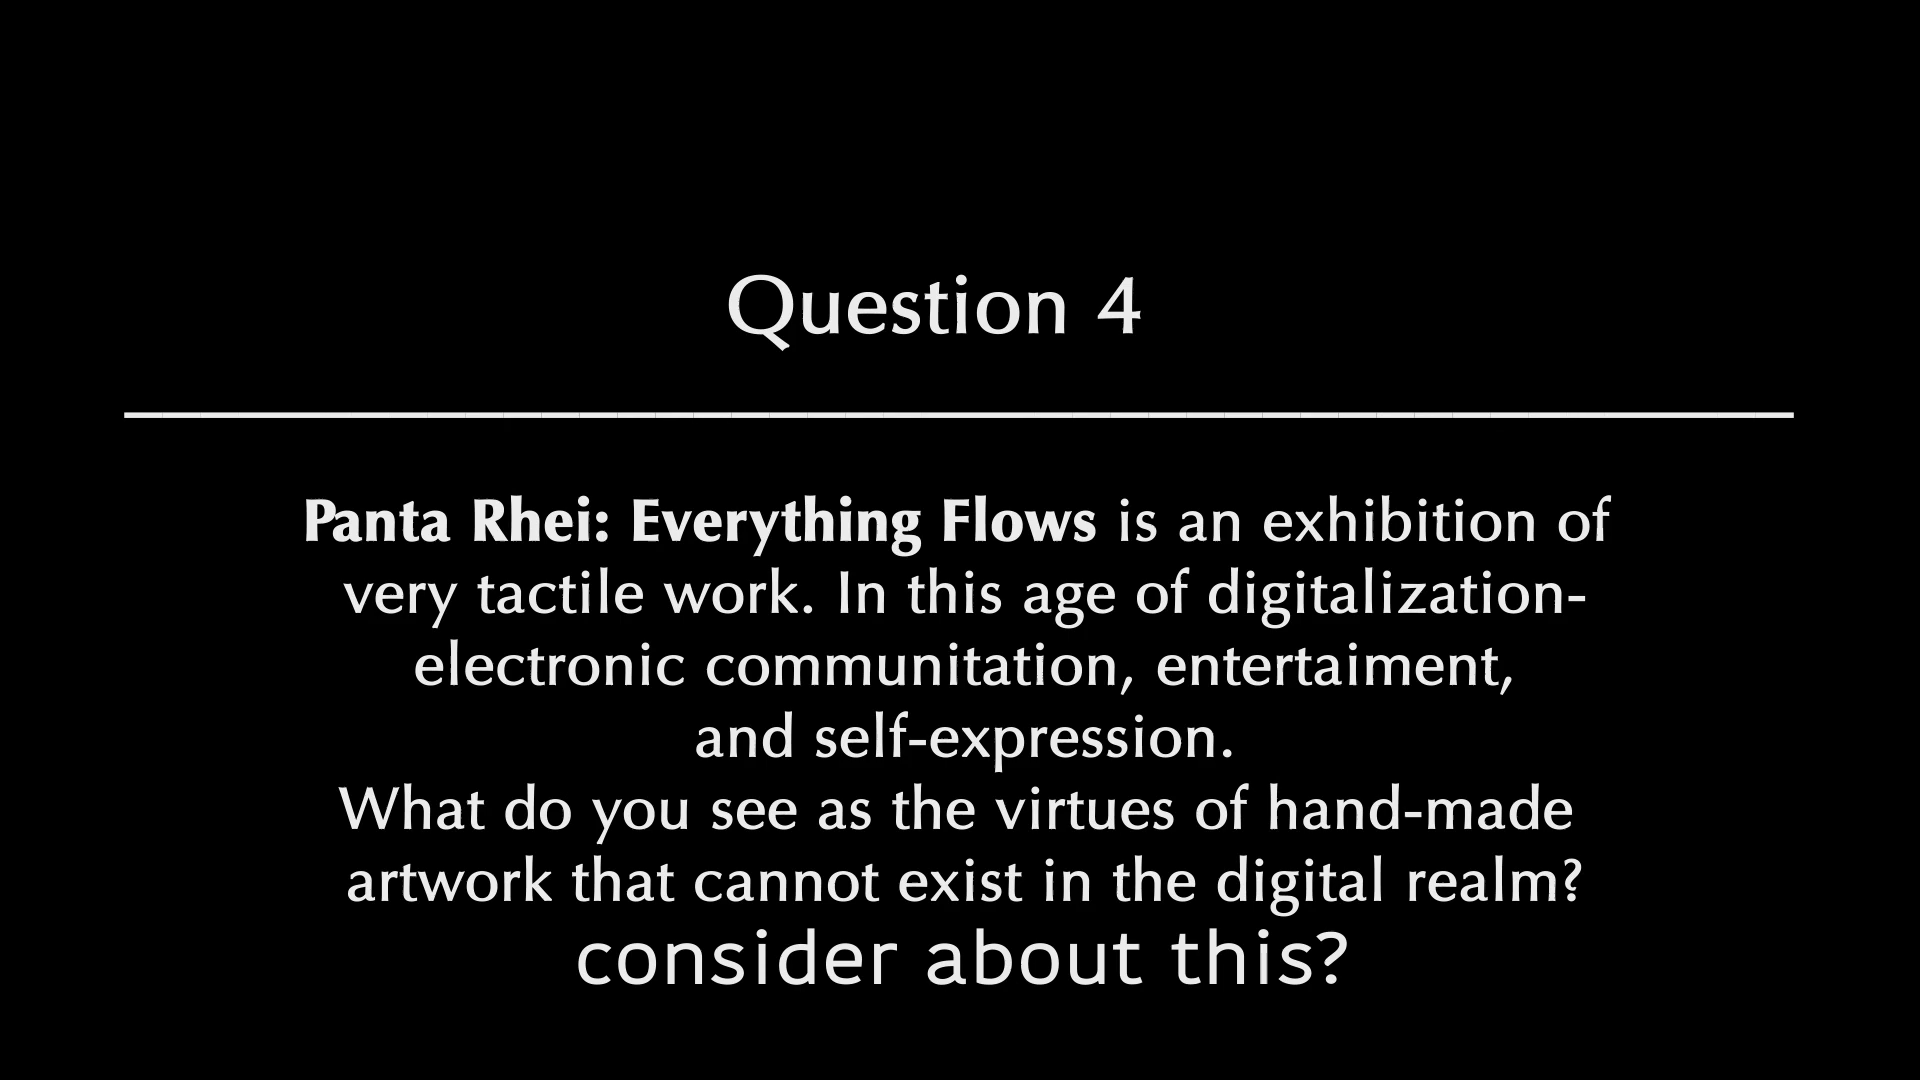 Question 4
Panta Rhei: Everything Flows is an exhibition of
very tactile work. In this age of digitalization-
electronic communitation, entertaiment,
and self-expression.
What do you see as the virtues of hand-made
artwork that cannot exist in the digital realm?
consider about this?